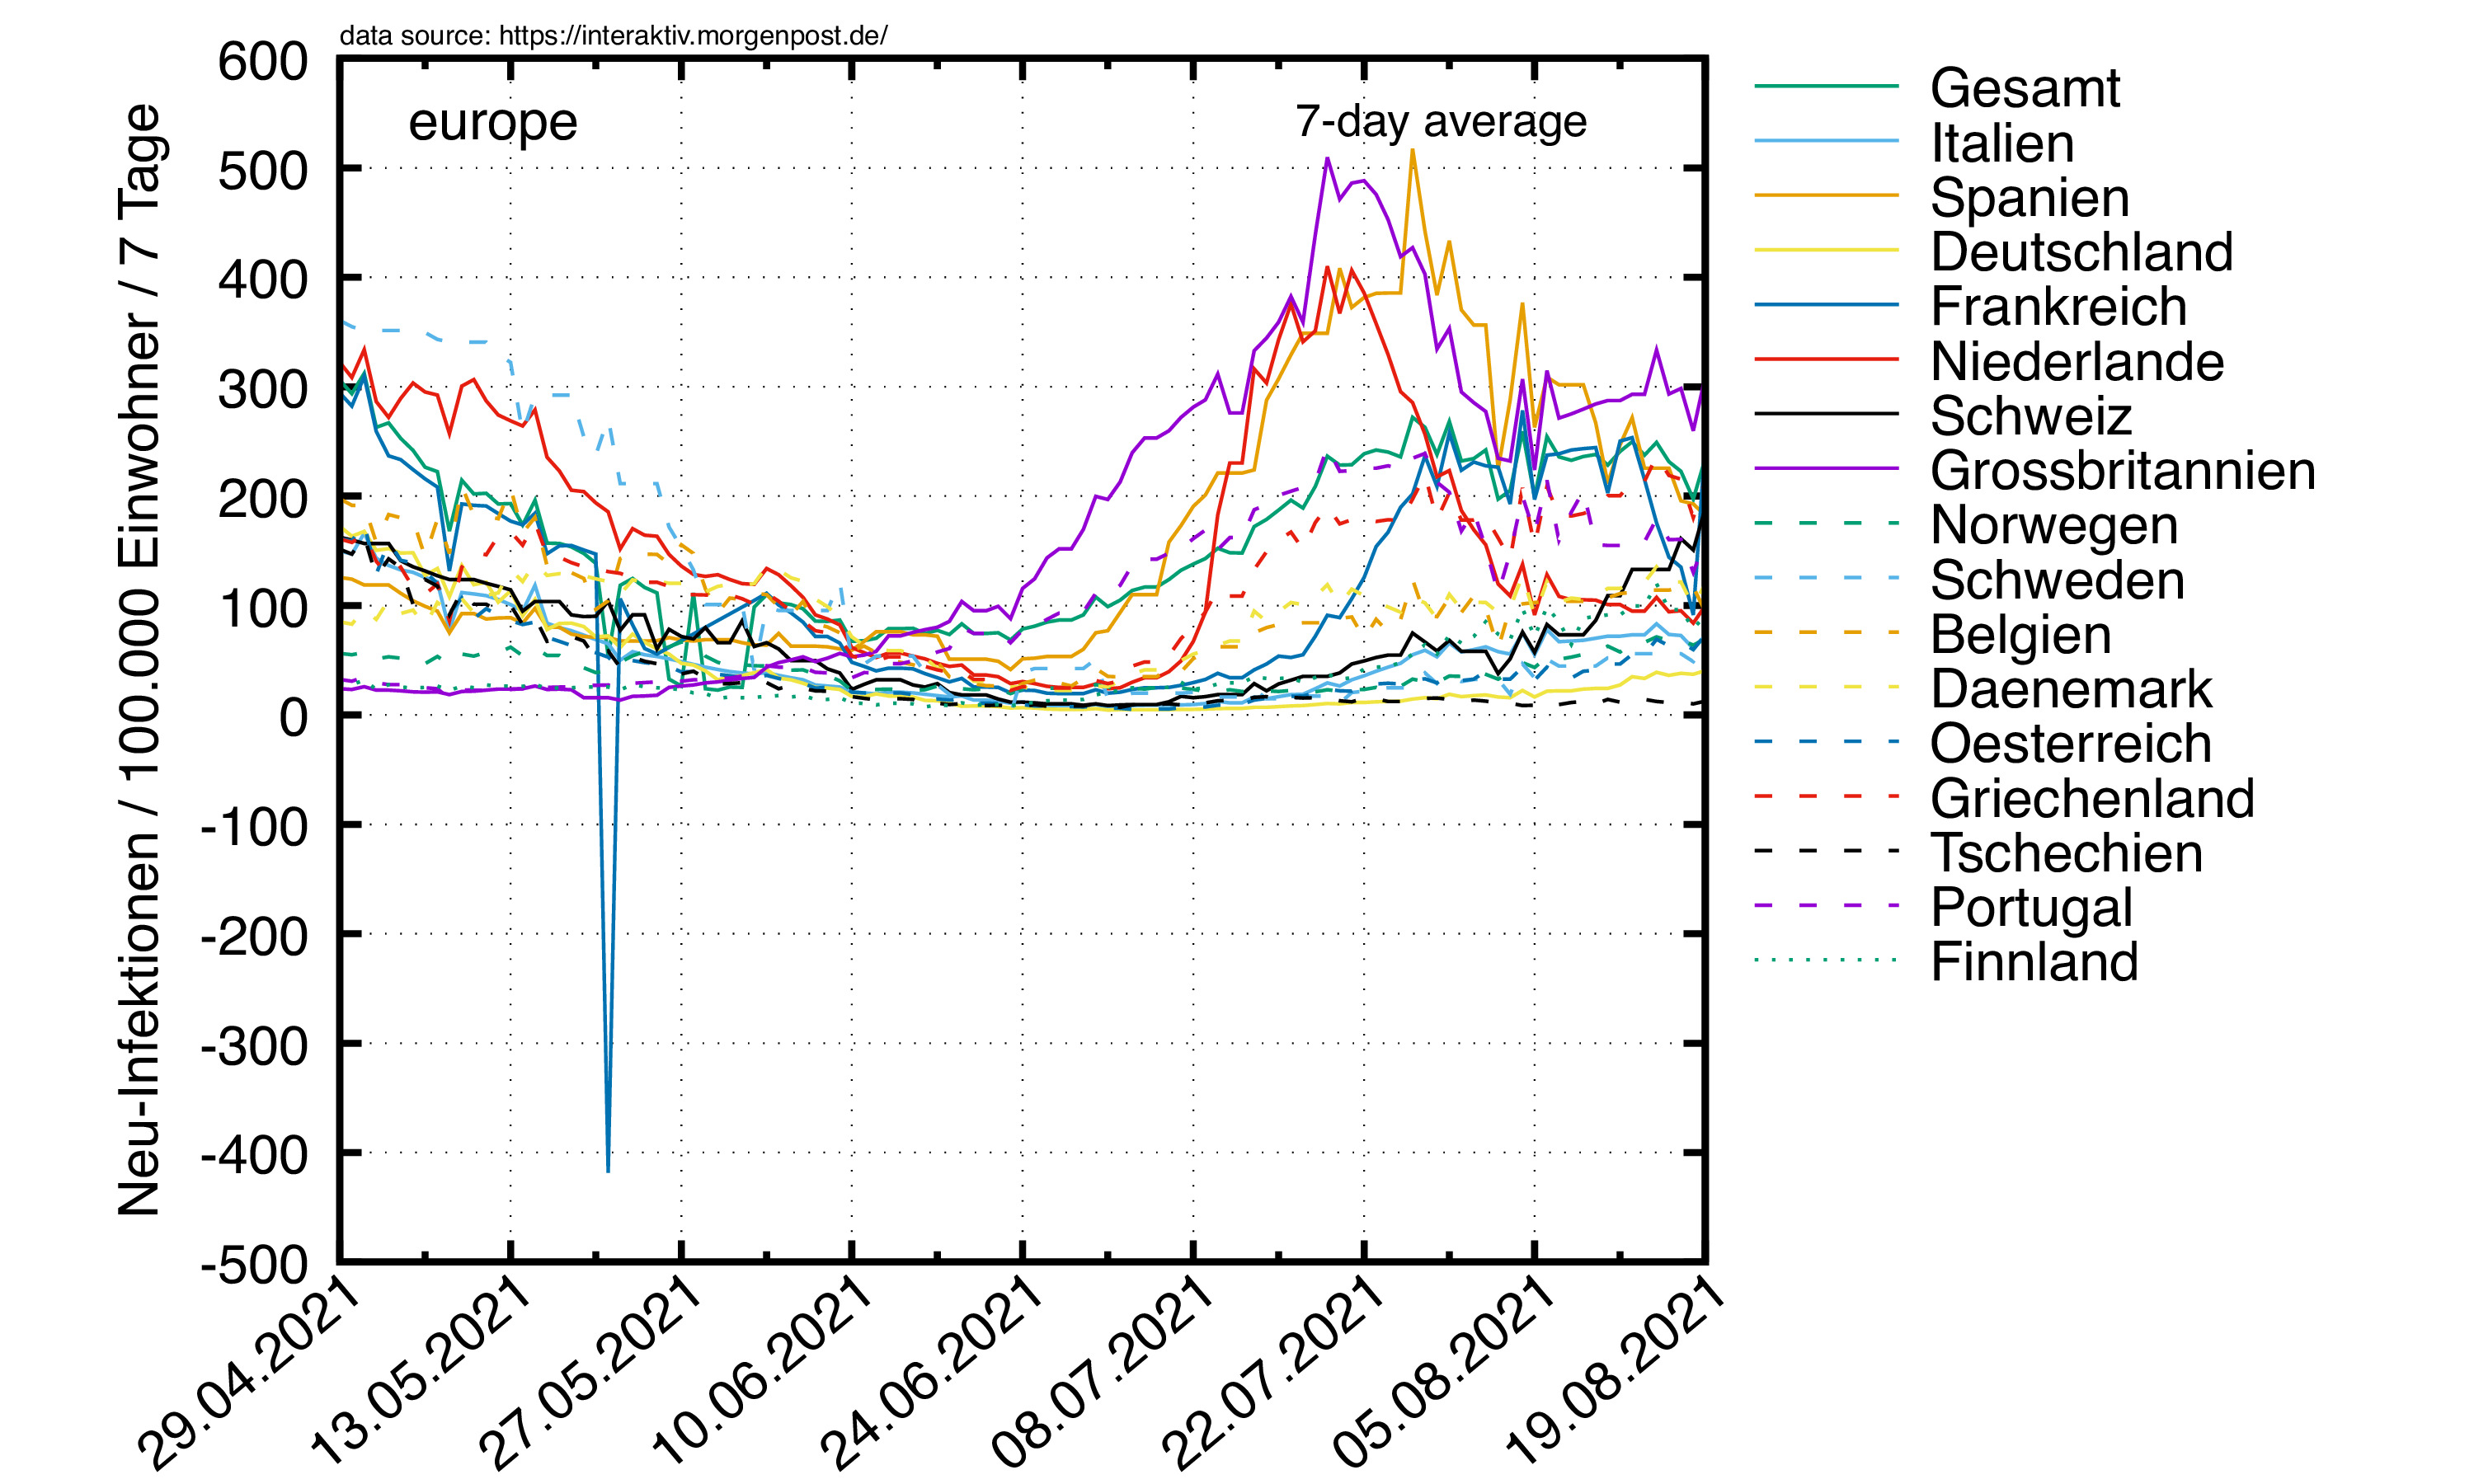 data source: https://interaktiv.morgenpost.de/
europe
7-day average
Neu-Infektionen / 100.000 Einwohner / 7 Tage
600
500
400
300
200
100
0
-100
-200
-300
-400
-500
29.04.2021
13.05.2021
27.05.2021
10.06.2021
24.06.2021
08.07.2021
22.07.2021
05.08.2021
19.08.2021
Gesamt
Italien
Spanien
Deutschland
Frankreich
Niederlande
Schweiz
Grossbritannien
Norwegen
Schweden
Belgien
Daenemark
Oesterreich
Griechenland
Tschechien
Portugal
Finnland